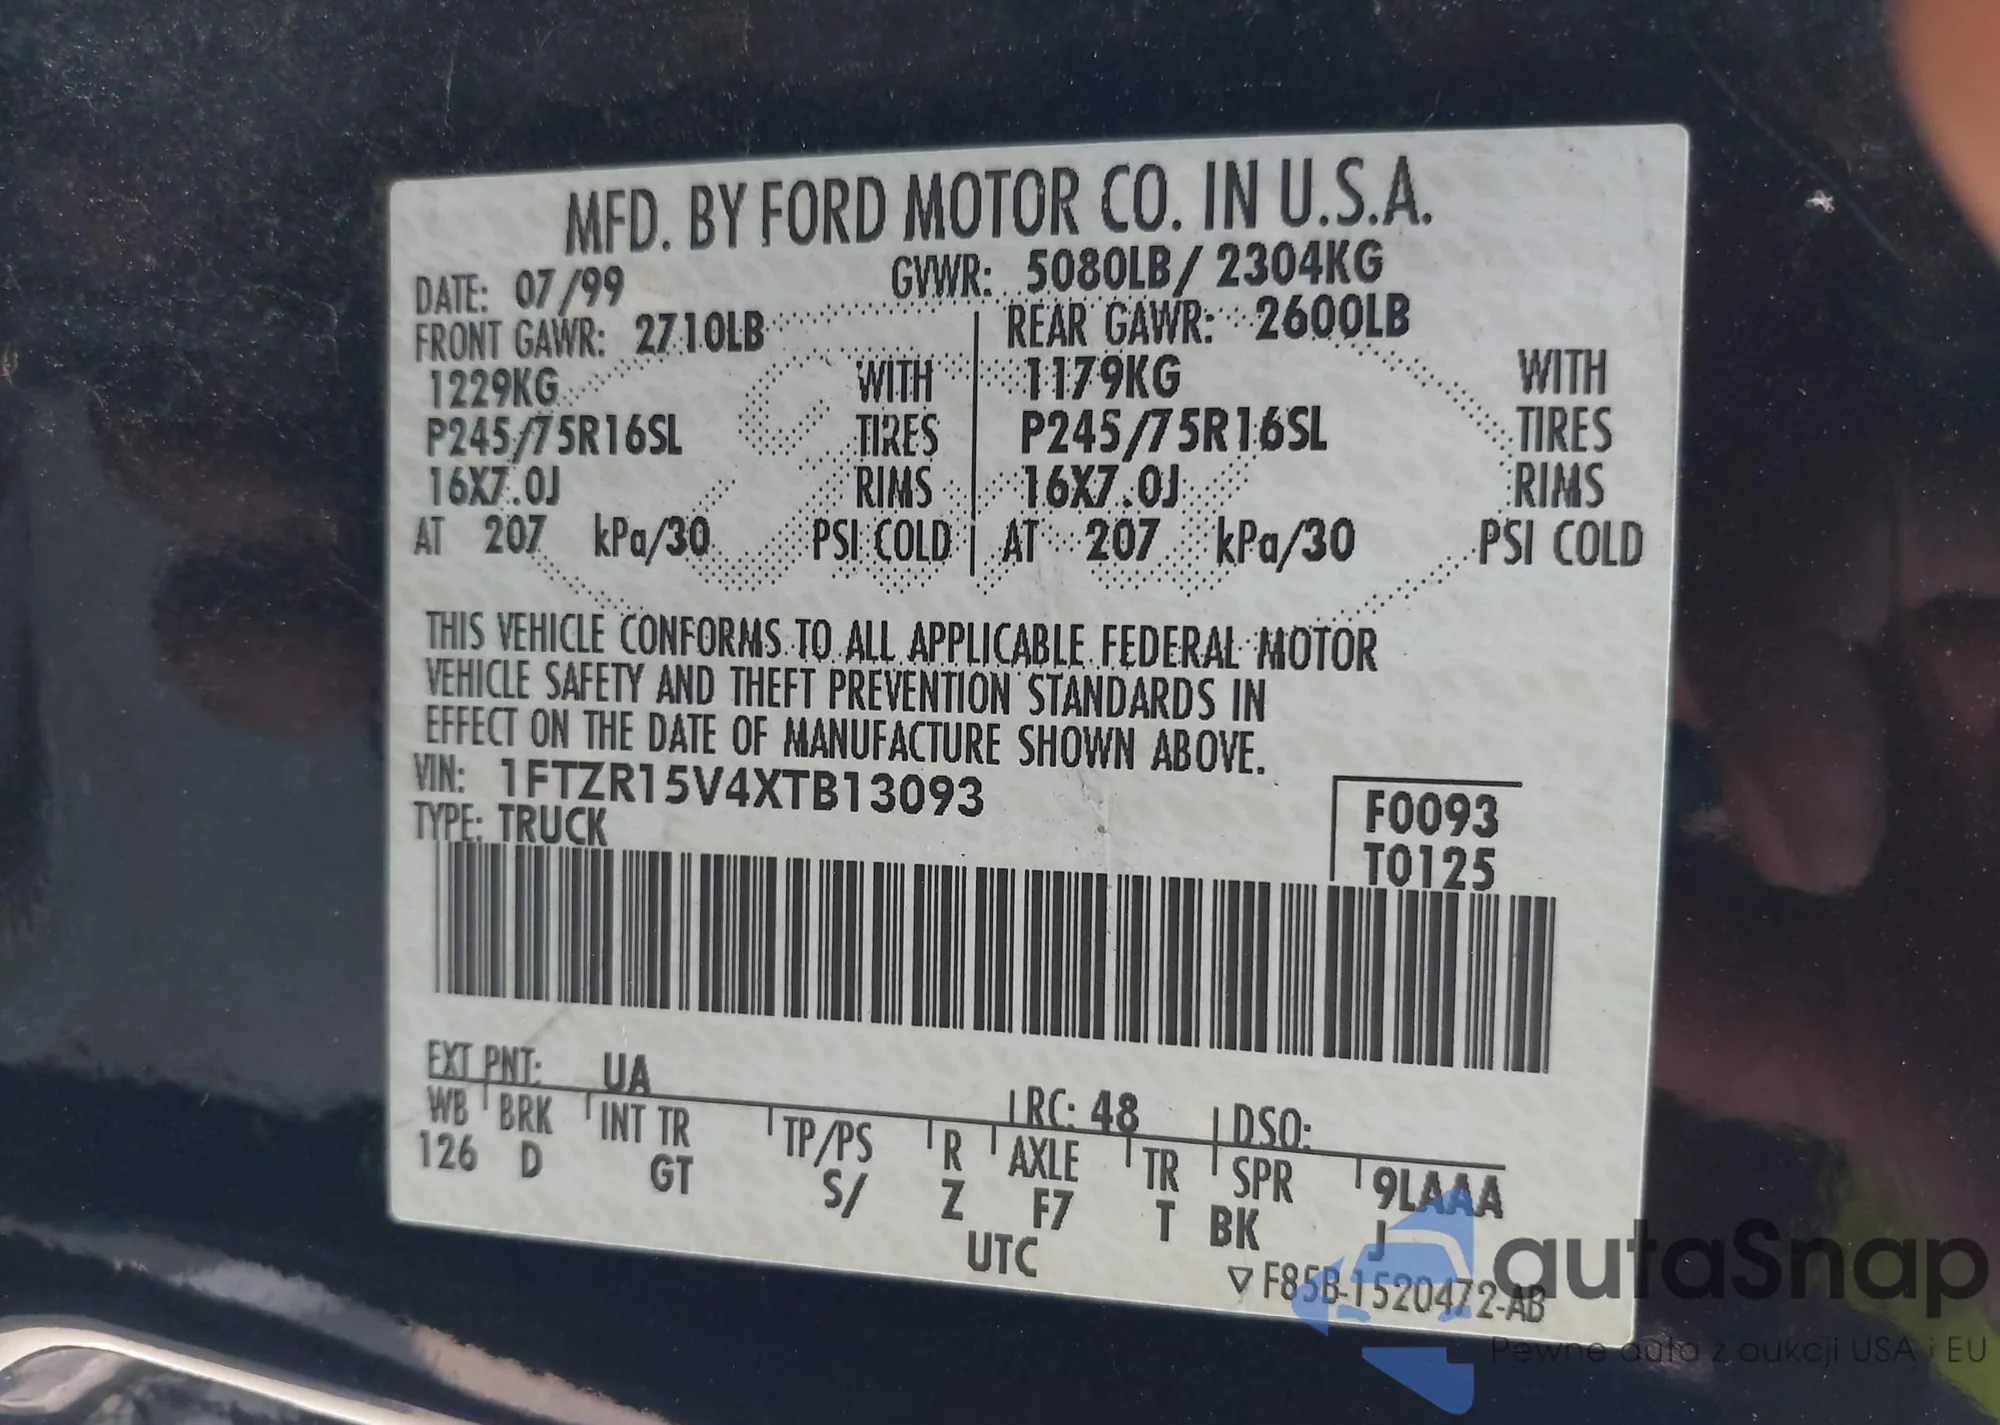 MFD. BY FORD MOTOR CO. IN U.S.A.
DATE: 07/99 GVWR: 5080LB/ 2304KG
FRONT GAWR: 2710LB REAR GAWR: 2600LB
1229KG WITH 1179KG WITH
P245/75R16SL TIRES P245/75R16SL TIRES
16X7.0J RIMS 16X7.0J RIMS
AT 207 kPa/30 PSI COLD AT 207 kPa/30 PSI COLD
THIS VEHICLE CONFORMS TO ALL APPLICABLE FEDERAL MOTOR
VEHICLE SAFETY AND THEFT PREVENTION STANDARDS IN
EFFECT ON THE DATE OF MANUFACTURE SHOWN ABOVE.
VIN: 1FTZR15V4XTB13093
TYPE: TRUCK
F0093
T0125
EXT PNT: UA RC: 48 DSO:
WB BRK INT TR TP/PS R AXLE TR SPR 9LAAA
126 D GT S/ Z F7 T BK J
UTC
▽ F85B-1520472-AB
autaSnap
Pewne auta z aukcji USA i EU